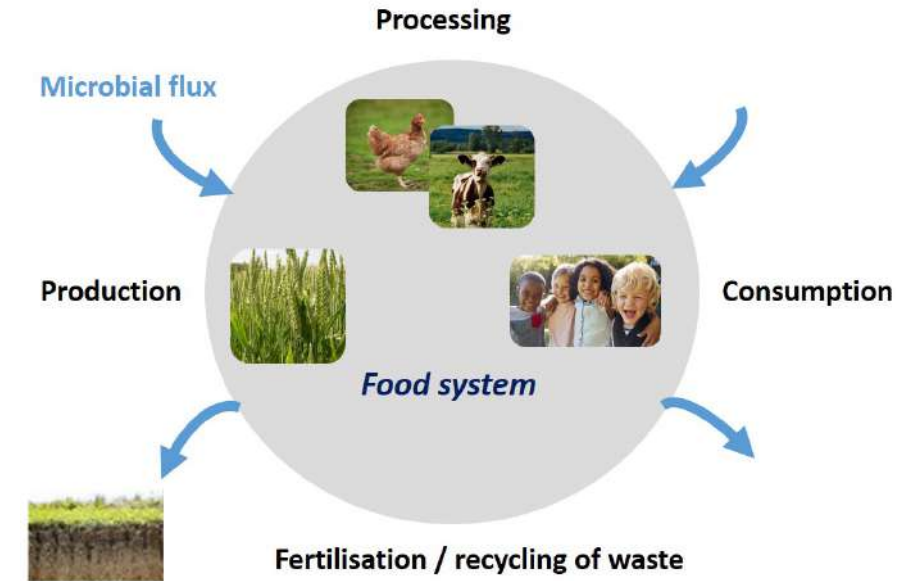 Processing
Microbial flux
Production
Consumption
Food system
Fertilisation / recycling of waste